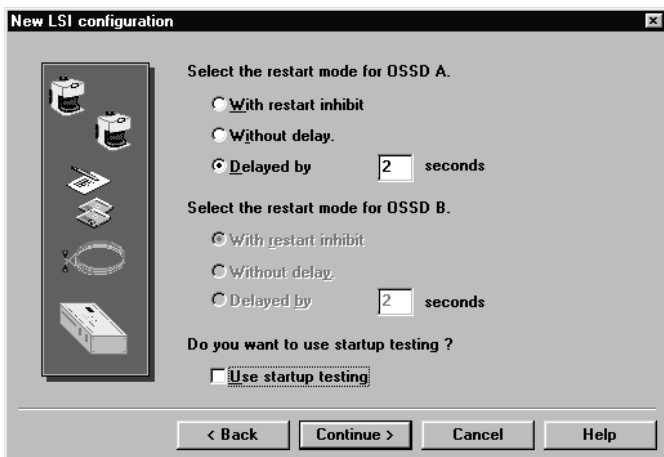 New LSI configuration
Select the restart mode for OSSD A.
With restart inhibit
Without delay.
Delayed by 2 seconds
Select the restart mode for OSSD B.
With restart inhibit
Without delay.
Delayed by 2 seconds
Do you want to use startup testing ?
Use startup testing
< Back Continue > Cancel Help